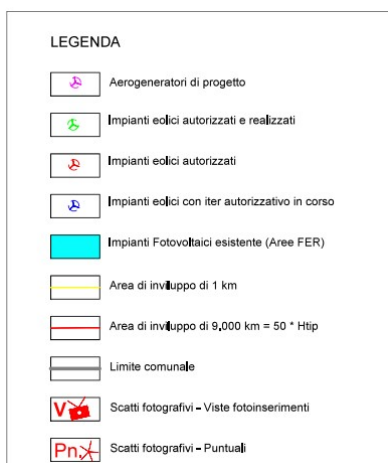 LEGENDA
Aerogeneratori di progetto
Impianti eolici autorizzati e realizzati
Impianti eolici autorizzati
Impianti eolici con iter autorizzativo in corso
Impianti Fotovoltaici esistente (Aree FER)
Area di inviluppo di 1 km
Area di inviluppo di 9,000 km = 50 * Htip
Limite comunale
V Scatti fotografici - Viste fotoinserimenti
Pn. Scatti fotografici - Puntuali